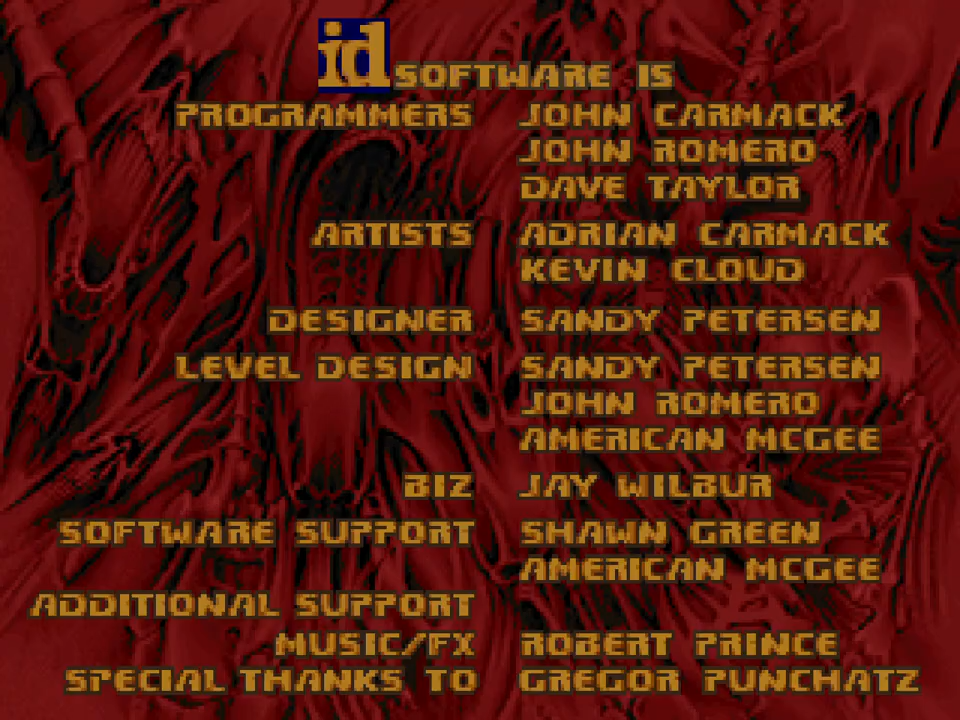 id SOFTWARE IS
PROGRAMMERS JOHN CARMACK
JOHN ROMERO
DAVE TAYLOR
ARTISTS ADRIAN CARMACK
KEVIN CLOUD
DESIGNER SANDY PETERSEN
LEVEL DESIGN SANDY PETERSEN
JOHN ROMERO
AMERICAN MCGEE
BIZ JAY WILBUR
SOFTWARE SUPPORT SHAWN GREEN
AMERICAN MCGEE
ADDITIONAL SUPPORT
MUSIC/FX ROBERT PRINCE
SPECIAL THANKS TO GREGOR PUNCHATZ